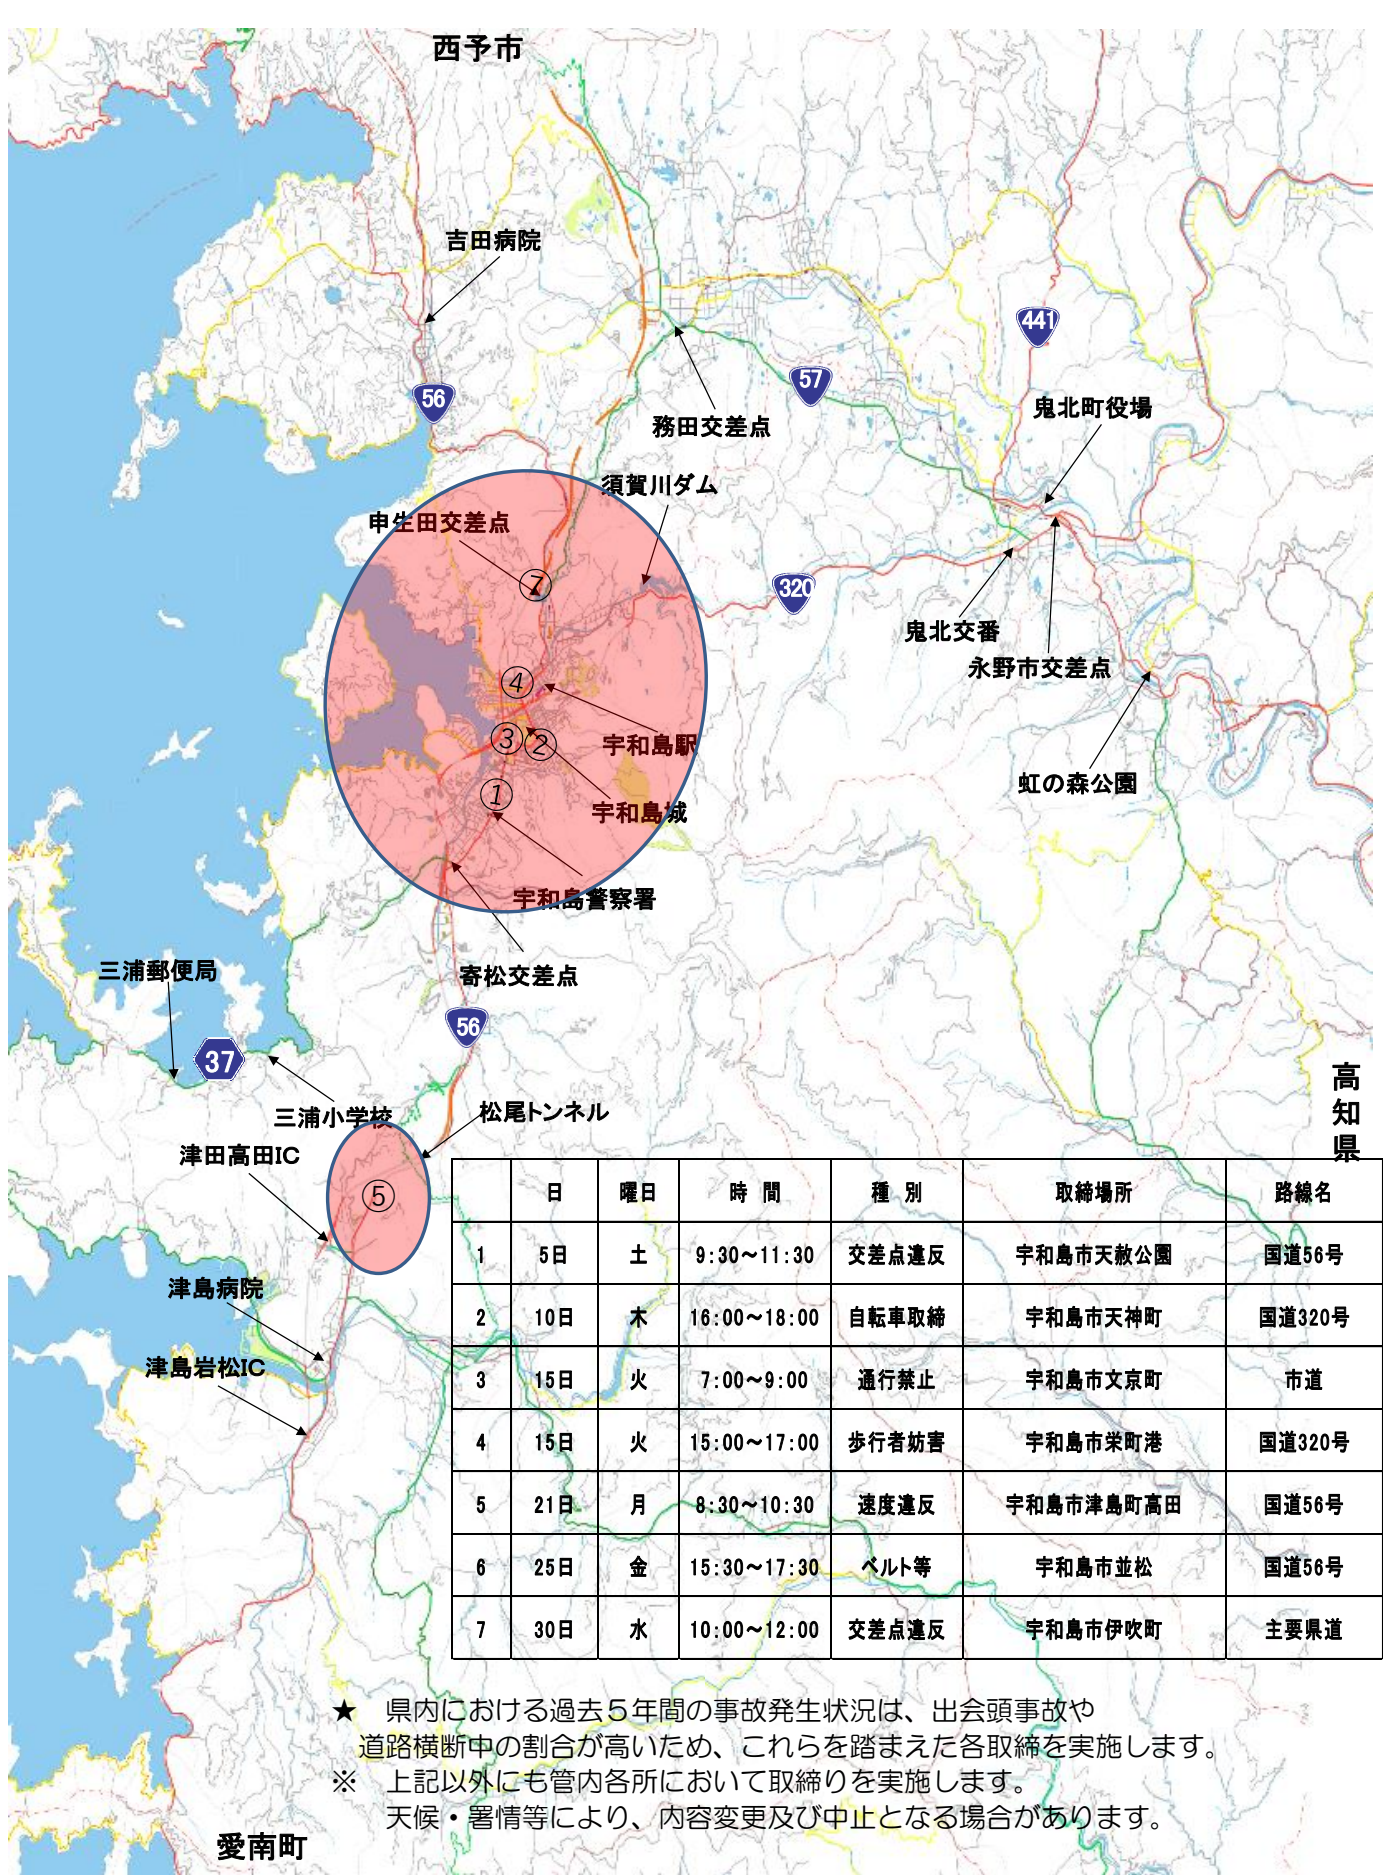 西予市
吉田病院
441
57
56
鬼北町役場
務田交差点
須賀川ダム
申生田交差点
⑦
320
鬼北交番
永野市交差点
④
③
②
宇和島駅
虹の森公園
①
宇和島城
宇和島警察署
三浦郵便局
寄松交差点
56
37
高知県
三浦小学校
松尾トンネル
津田高田IC
⑤
津島病院
津島岩松IC
日 曜日 時間 種別 取締場所 路線名
1 5日 土 9:30～11:30 交差点違反 宇和島市天赦公園 国道56号
2 10日 木 16:00～18:00 自転車取締 宇和島市天神町 国道320号
3 15日 火 7:00～9:00 通行禁止 宇和島市文京町 市道
4 15日 火 15:00～17:00 歩行者妨害 宇和島市栄町港 国道320号
5 21日 月 8:30～10:30 速度違反 宇和島市津島町高田 国道56号
6 25日 金 15:30～17:30 ベルト等 宇和島市並松 国道56号
7 30日 水 10:00～12:00 交差点違反 宇和島市伊吹町 主要県道
★ 県内における過去５年間の事故発生状況は、出会頭事故や
道路横断中の割合が高いため、これらを踏まえた各取締を実施します。
※ 上記以外にも管内各所において取締りを実施します。
天候・署情等により、内容変更及び中止となる場合があります。
愛南町